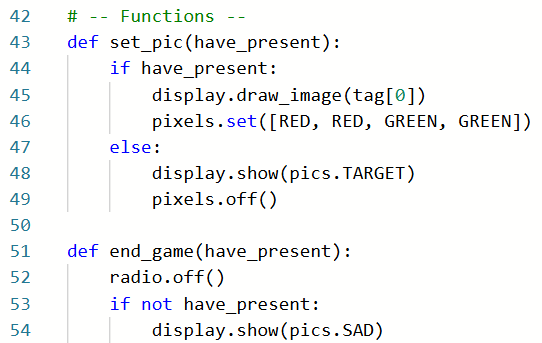 42 # -- Functions --
43 def set_pic(have_present):
44     if have_present:
45         display.draw_image(tag[0])
46         pixels.set([RED, RED, GREEN, GREEN])
47     else:
48         display.show(pics.TARGET)
49         pixels.off()
50
51 def end_game(have_present):
52     radio.off()
53     if not have_present:
54         display.show(pics.SAD)